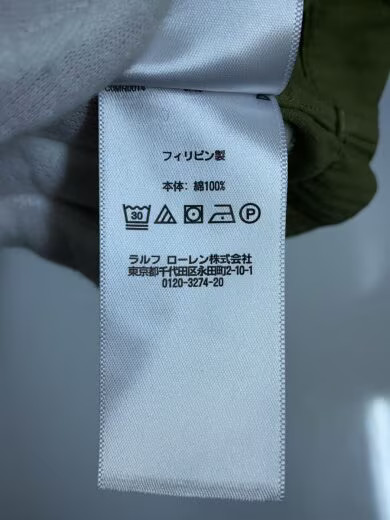 フィリピン製
本体: 綿100%
30 P
ラルフ ローレン株式会社
東京都千代田区永田町2-10-1
0120-3274-20